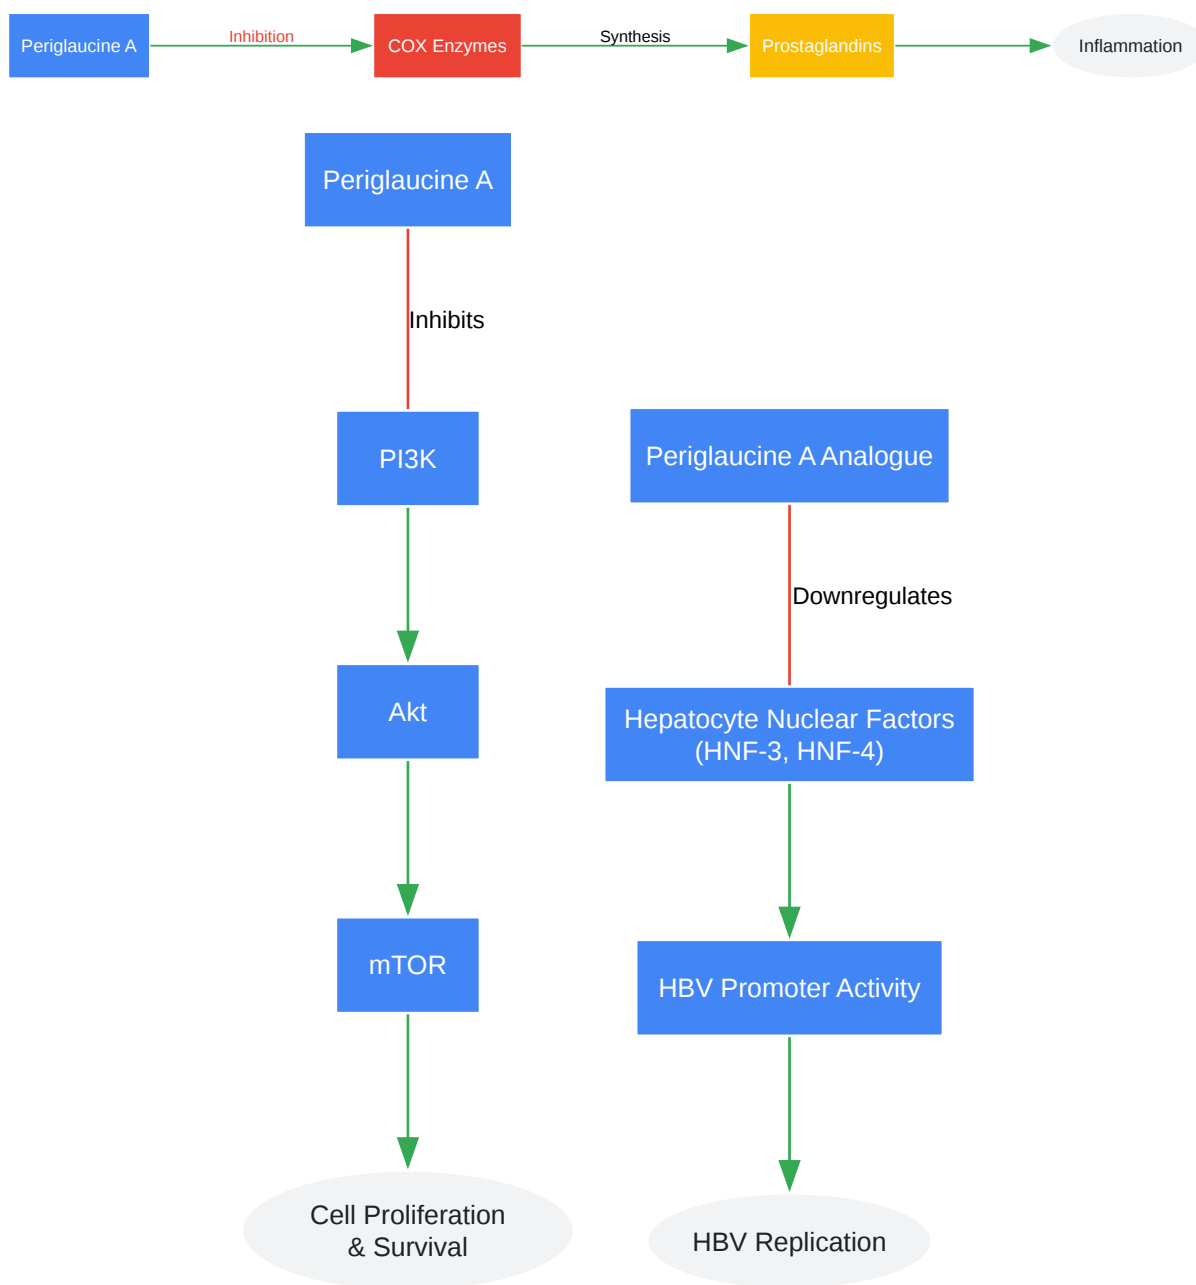 Periglaucine A
Inhibition
COX Enzymes
Synthesis
Prostaglandins
Inflammation
Periglaucine A
Inhibits
PI3K
Akt
mTOR
Cell Proliferation
& Survival
Periglaucine A Analogue
Downregulates
Hepatocyte Nuclear Factors
(HNF-3, HNF-4)
HBV Promoter Activity
HBV Replication